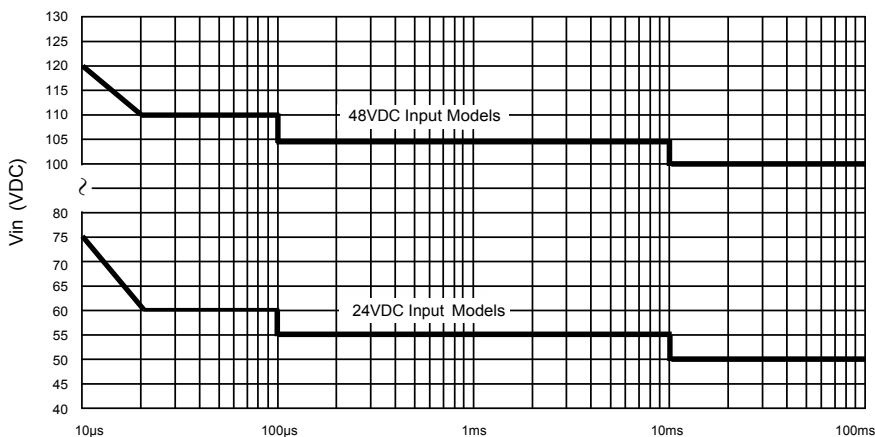 130
125
120
115
110
105
100
80
75
70
65
60
55
50
45
40
Vin (VDC)
48VDC Input Models
24VDC Input Models
10µs
100µs
1ms
10ms
100ms